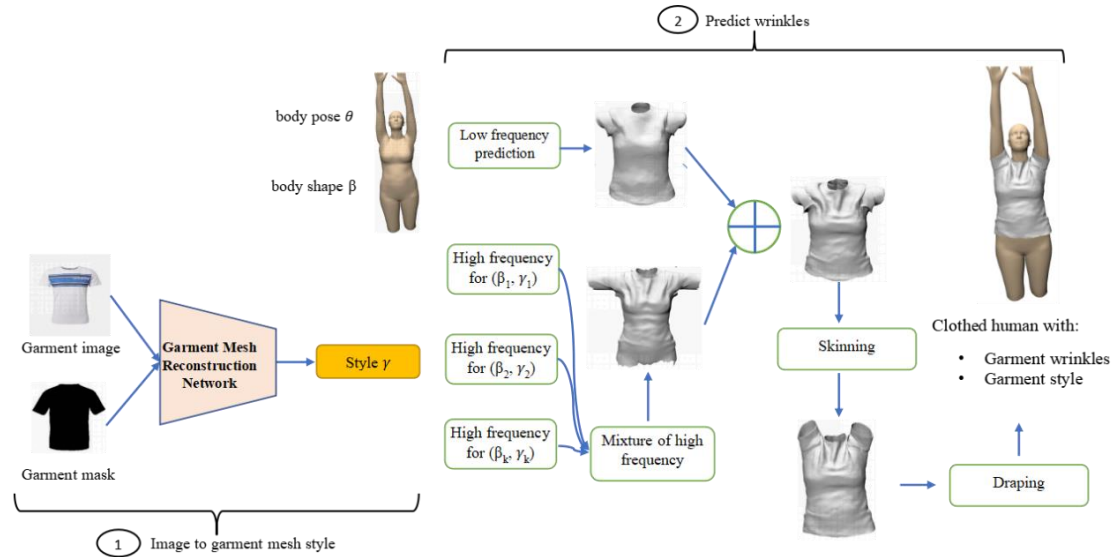 2 Predict wrinkles
body pose θ
body shape β
Low frequency
prediction
High frequency
for (β₁, γ₁)
High frequency
for (β₂, γ₂)
High frequency
for (βₖ, γₖ)
Mixture of high
frequency
Garment image
Garment mask
Garment Mesh
Reconstruction
Network
Style γ
Skinning
Draping
Clothed human with:
• Garment wrinkles
• Garment style
1 Image to garment mesh style